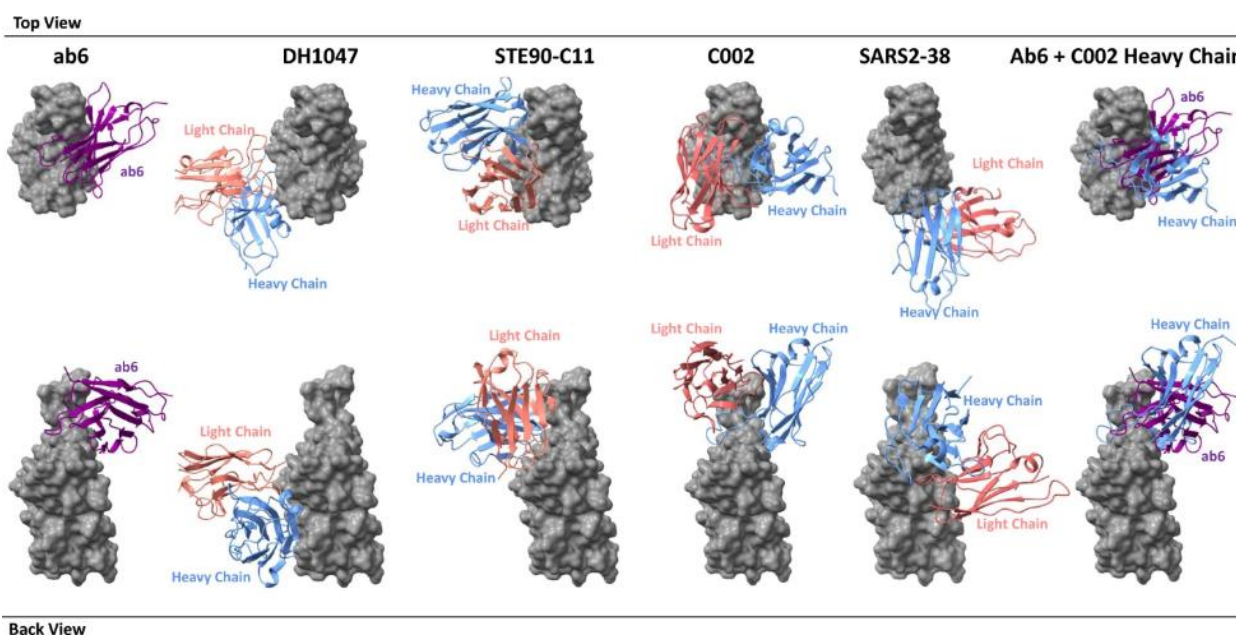 Top View
ab6
DH1047
STE90-C11
C002
SARS2-38
Ab6 + C002 Heavy Chain
ab6
Light Chain
Heavy Chain
Heavy Chain
Light Chain
Light Chain
Heavy Chain
Light Chain
Heavy Chain
ab6
Heavy Chain
ab6
Light Chain
Heavy Chain
Light Chain
Heavy Chain
Light Chain
Heavy Chain
Heavy Chain
Light Chain
Heavy Chain
ab6
Back View